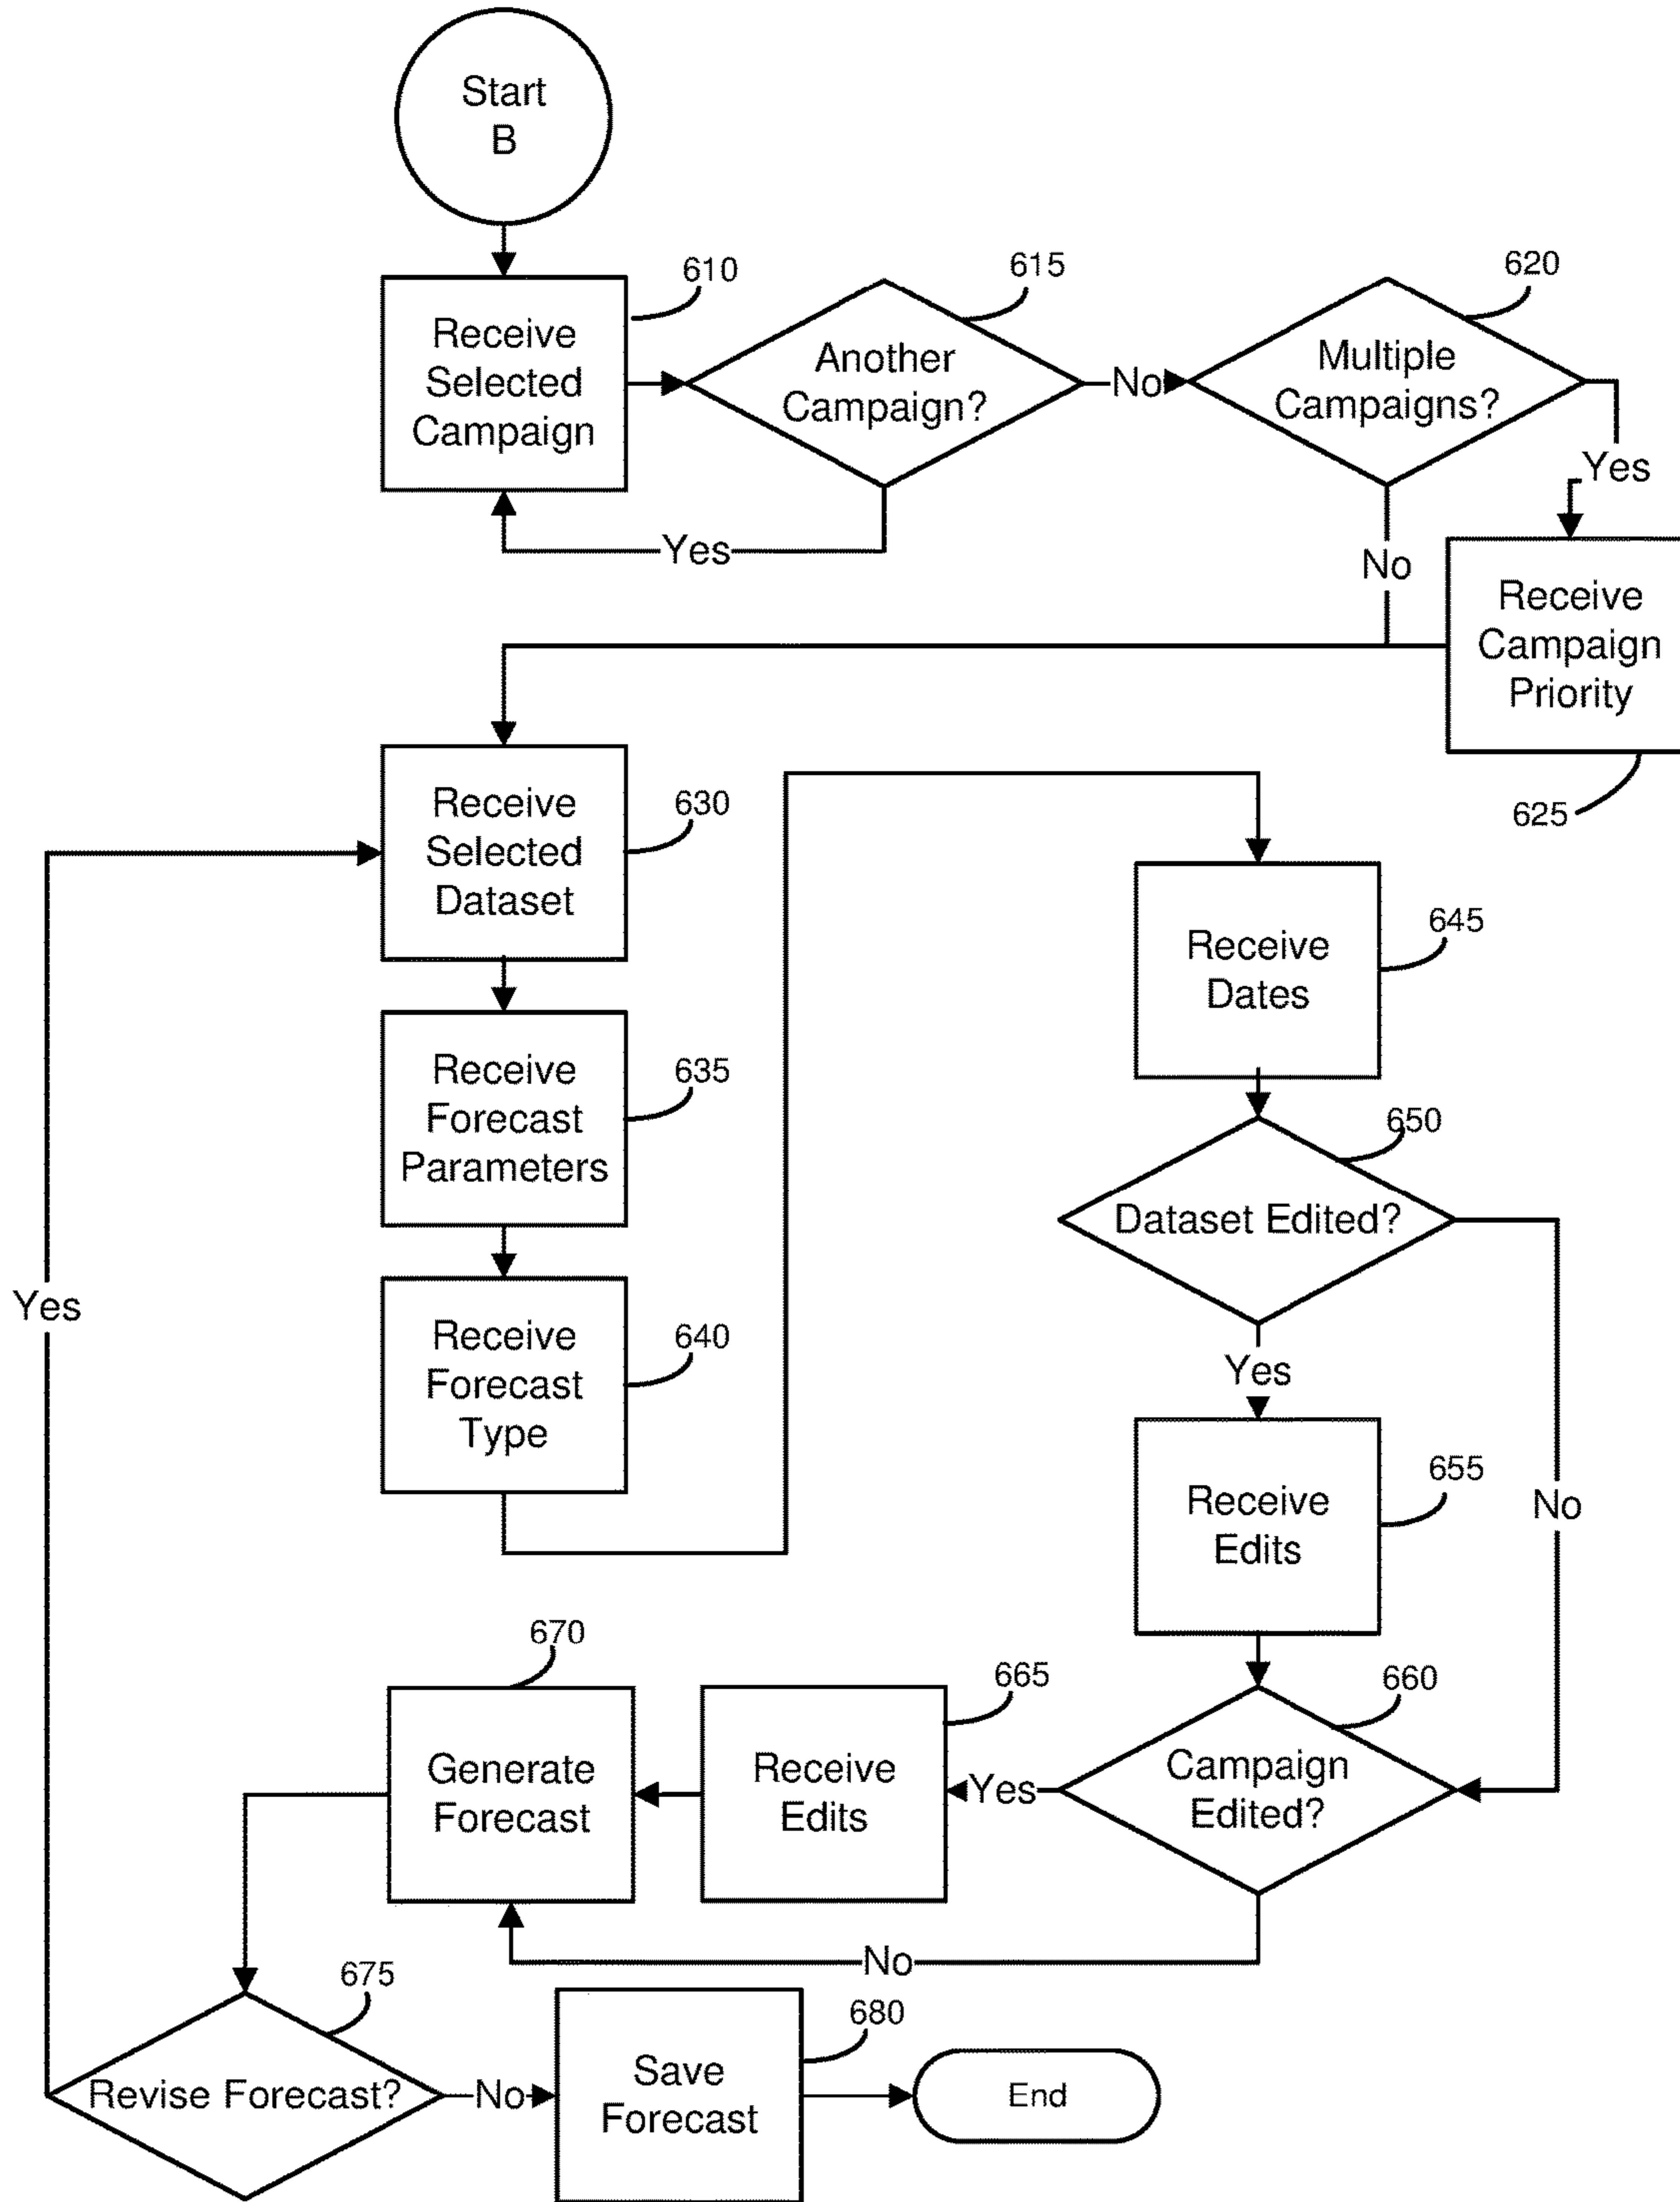 Start
B
610
Receive
Selected
Campaign
615
Another
Campaign?
No
620
Multiple
Campaigns?
Yes
Yes
No
Receive
Campaign
Priority
625
Receive
Selected
Dataset
630
Receive
Forecast
Parameters
635
Receive
Forecast
Type
640
Receive
Dates
645
Dataset Edited?
650
Yes
No
Receive
Edits
655
Campaign
Edited?
660
Yes
Receive
Edits
665
No
Generate
Forecast
670
Revise Forecast?
675
Yes
No
Save
Forecast
680
End